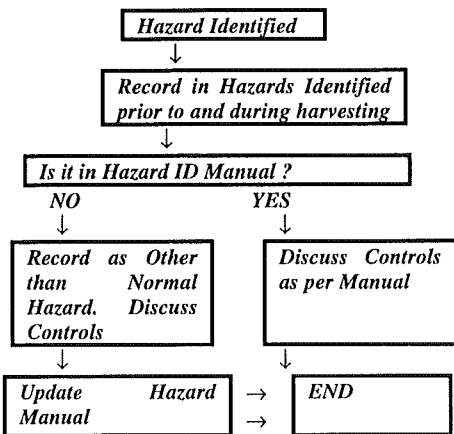 Hazard Identified
↓
Record in Hazards Identified
prior to and during harvesting
↓
Is it in Hazard ID Manual ?
NO YES
↓ ↓
Record as Other
than Normal
Hazard. Discuss
Controls
Discuss Controls
as per Manual
↓ ↓
Update Hazard
Manual
→
→
END